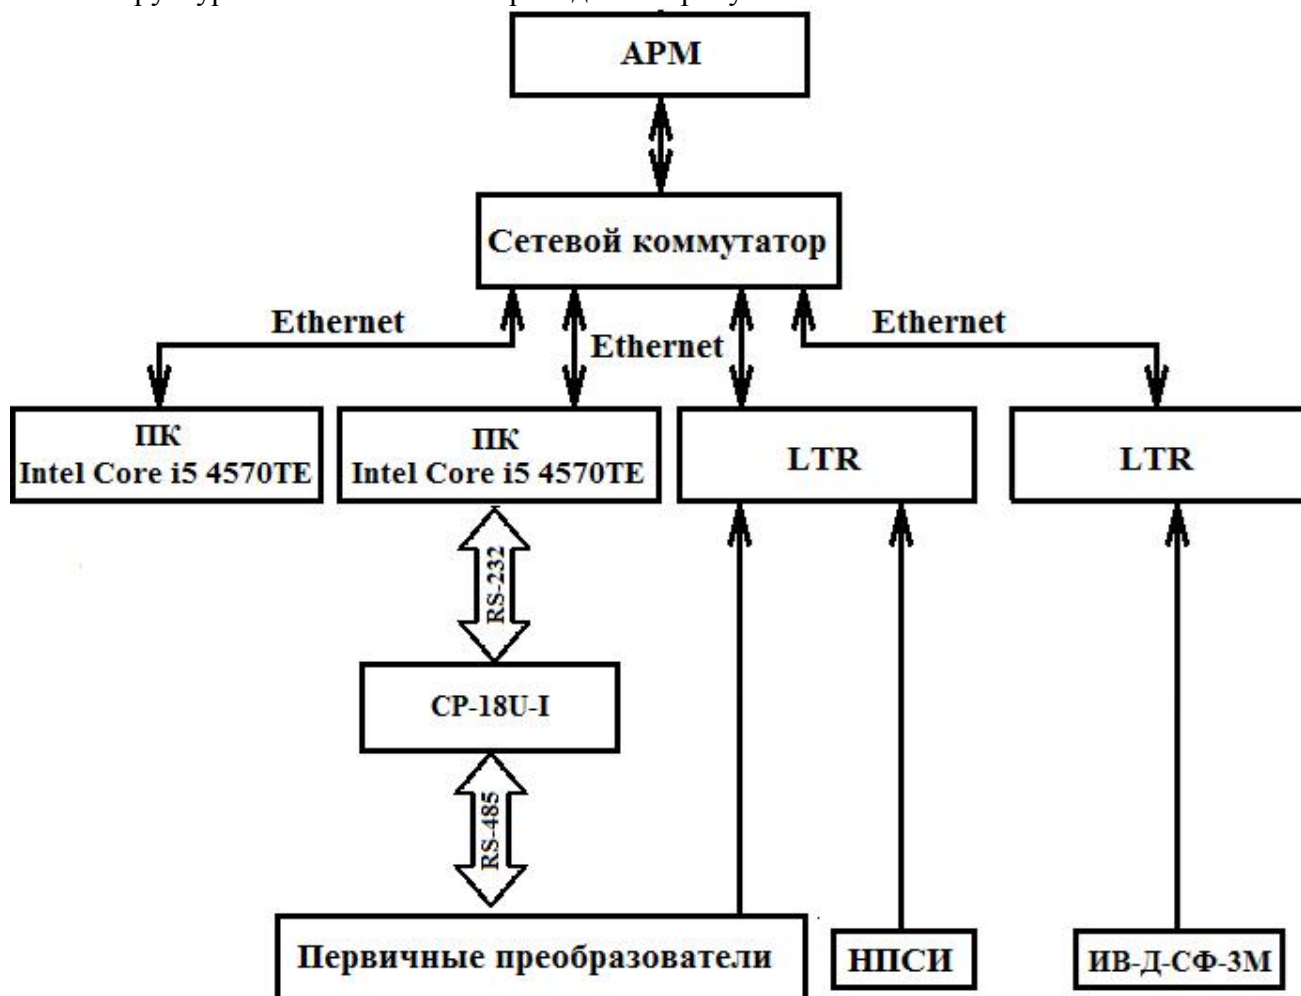 АРМ
Сетевой коммутатор
Ethernet
Ethernet
Ethernet
ПК
Intel Core i5 4570TE
ПК
Intel Core i5 4570TE
LTR
LTR
RS-232
CP-18U-I
RS-485
Первичные преобразователи
НПСИ
ИВ-Д-СФ-3М